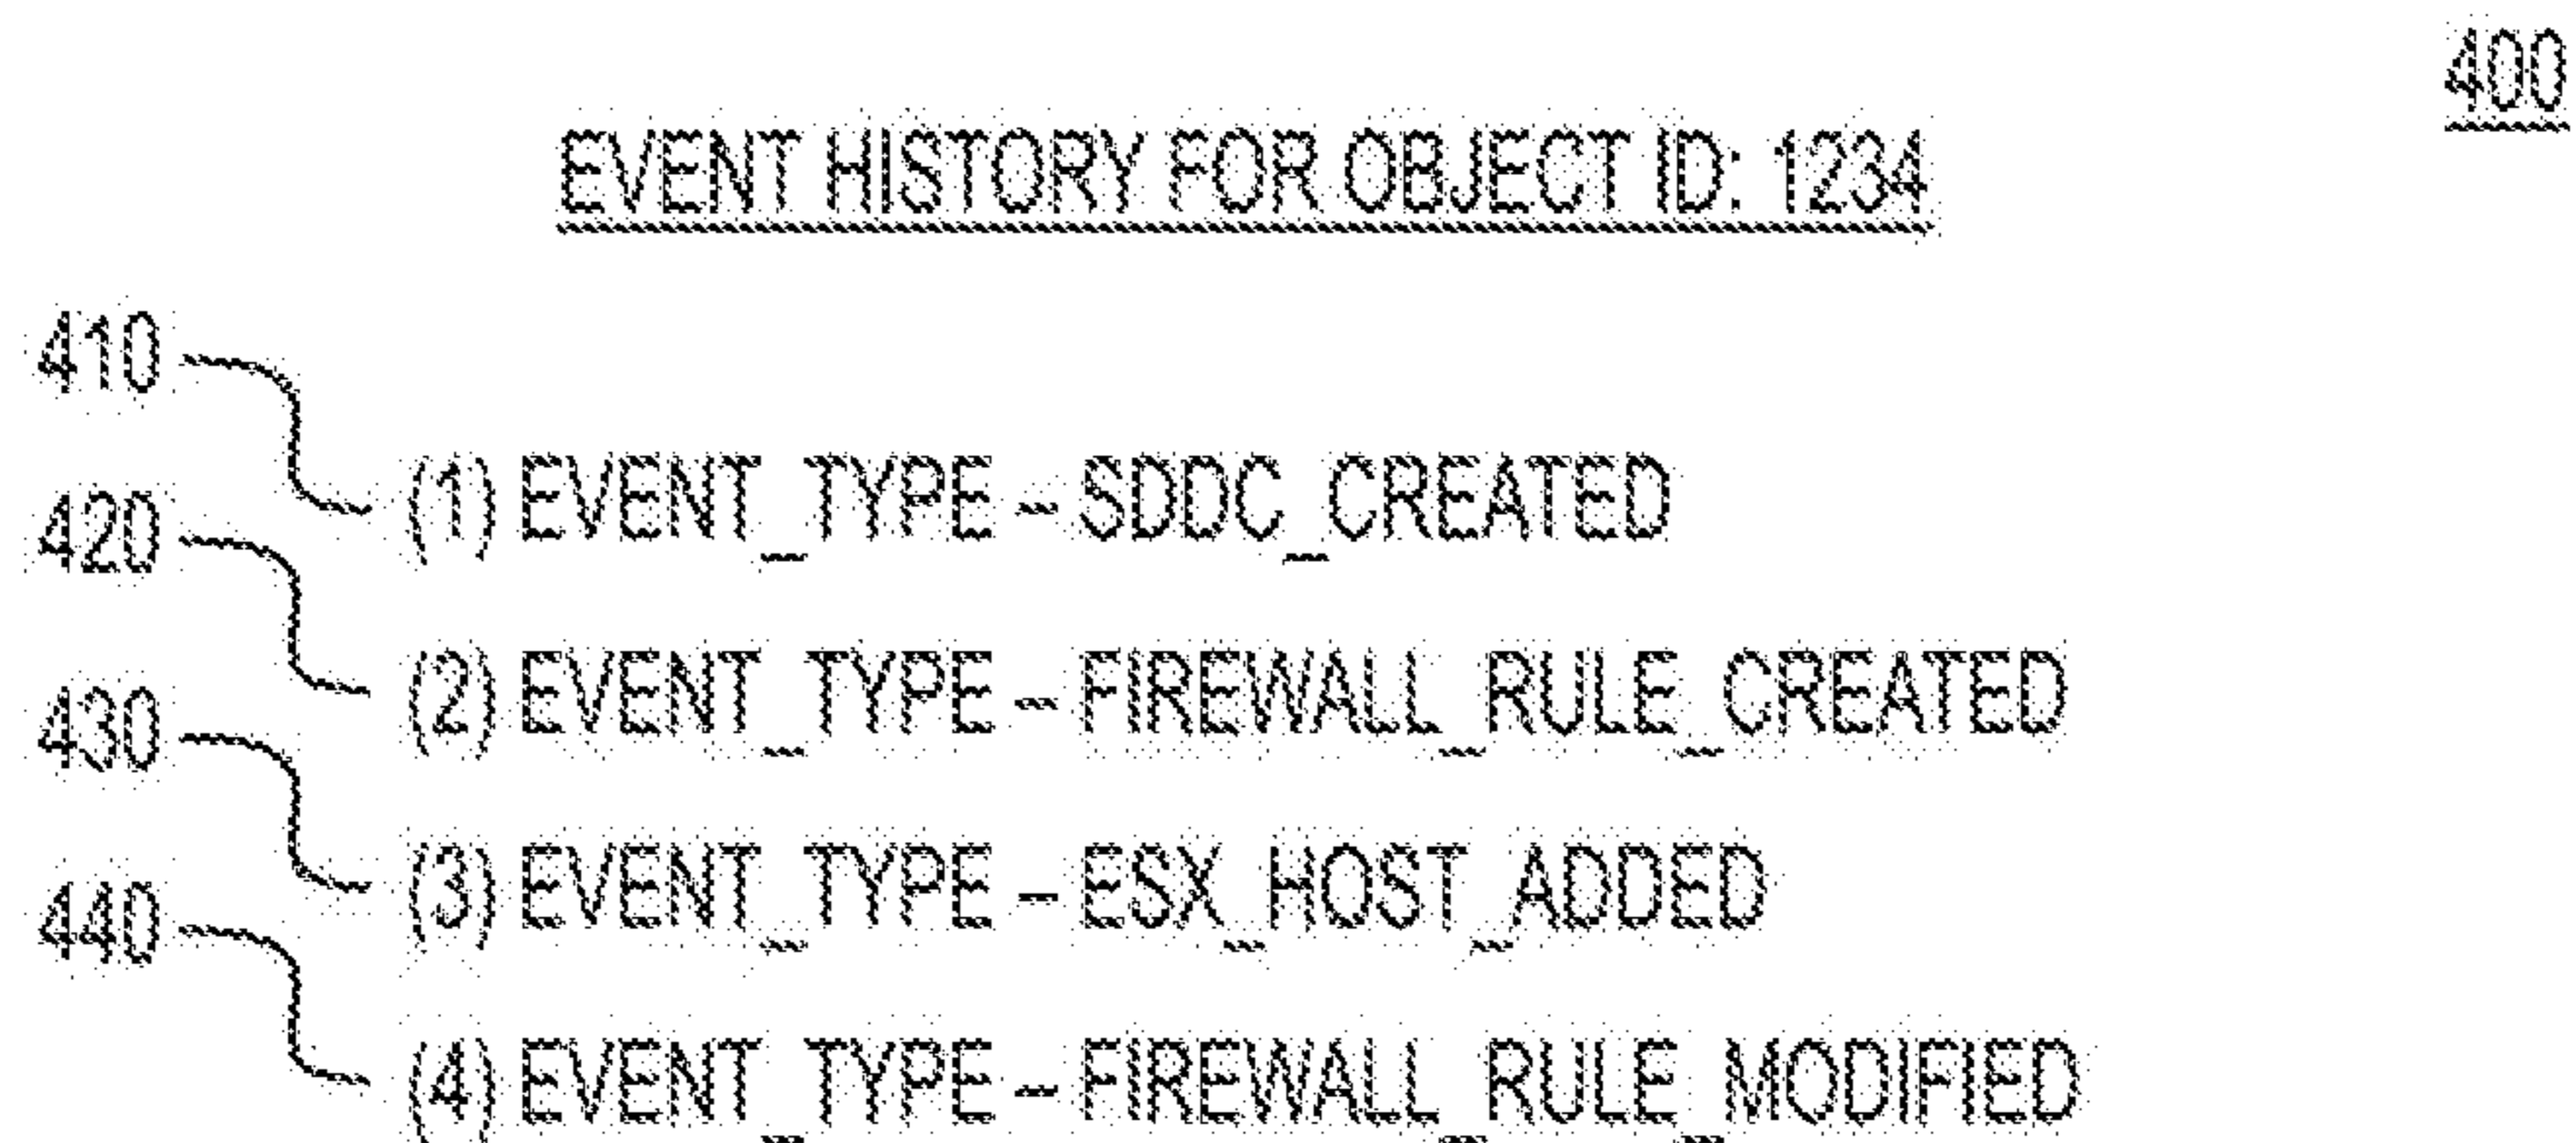 400
EVENT HISTORY FOR OBJECT ID: 1234
410
(1) EVENT_TYPE – SDDC_CREATED
420
(2) EVENT_TYPE – FIREWALL_RULE_CREATED
430
(3) EVENT_TYPE – ESX_HOST_ADDED
440
(4) EVENT_TYPE – FIREWALL_RULE_MODIFIED